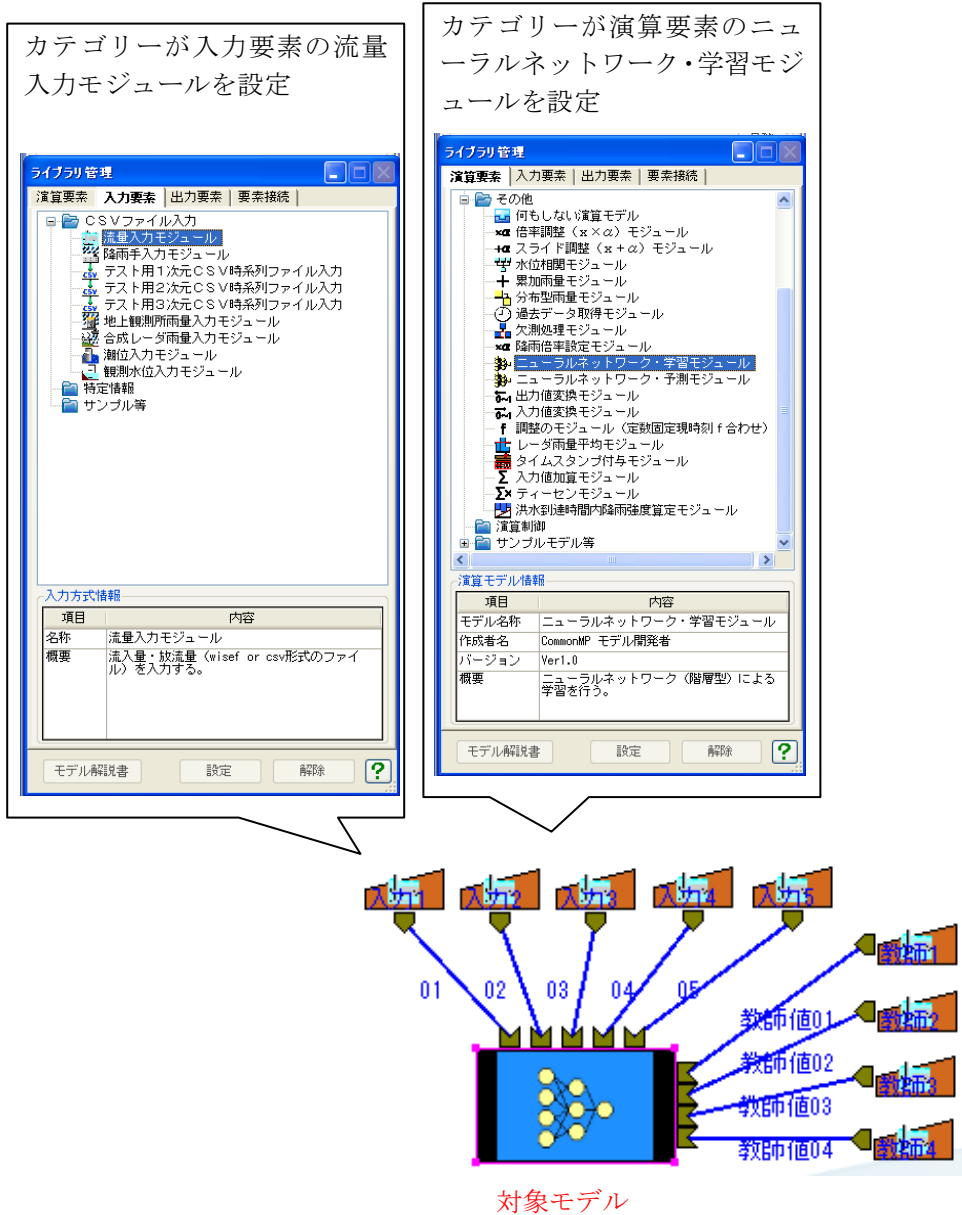 カテゴリーが入力要素の流量
入力モジュールを設定
ライブラリ管理
演算要素 入力要素 出力要素 要素接続
CSVファイル入力
流量入力モジュール
降雨手入力モジュール
テスト用1次元CSV時系列ファイル入力
テスト用2次元CSV時系列ファイル入力
テスト用3次元CSV時系列ファイル入力
地上観測所雨量入力モジュール
合成レーダ雨量入力モジュール
潮位入力モジュール
観測水位入力モジュール
特定情報
サンプル等
入力方式情報
項目 内容
名称 流量入力モジュール
概要 流入量・放流量（wisef or csv形式のファイ
ル）を入力する。
モデル解説書 設定 解除 ?
カテゴリーが演算要素のニュ
ーラルネットワーク・学習モジ
ュールを設定
ライブラリ管理
演算要素 入力要素 出力要素 要素接続
その他
何もしない演算モデル
倍率調整（x×α）モジュール
スライド調整（x+α）モジュール
水位相関モジュール
累加雨量モジュール
分布型雨量モジュール
過去データ取得モジュール
欠測処理モジュール
降雨倍率設定モジュール
ニューラルネットワーク・学習モジュール
ニューラルネットワーク・予測モジュール
出力値変換モジュール
入力値変換モジュール
調整のモジュール（定数固定現時刻f合わせ）
レーダ雨量平均モジュール
タイムスタンプ付与モジュール
入力値加算モジュール
ティーセンモジュール
洪水到達時間内降雨強度算定モジュール
演算制御
サンプルモデル等
演算モデル情報
項目 内容
モデル名称 ニューラルネットワーク・学習モジュール
作成者名 CommonMP モデル開発者
バージョン Ver1.0
概要 ニューラルネットワーク（階層型）による
学習を行う。
モデル解説書 設定 解除 ?
入力1 入力2 入力3 入力4 入力5
教師1
01 02 03 04 05
教師値01 教師2
教師値02
教師3
教師値03
教師値04 教師4
対象モデル